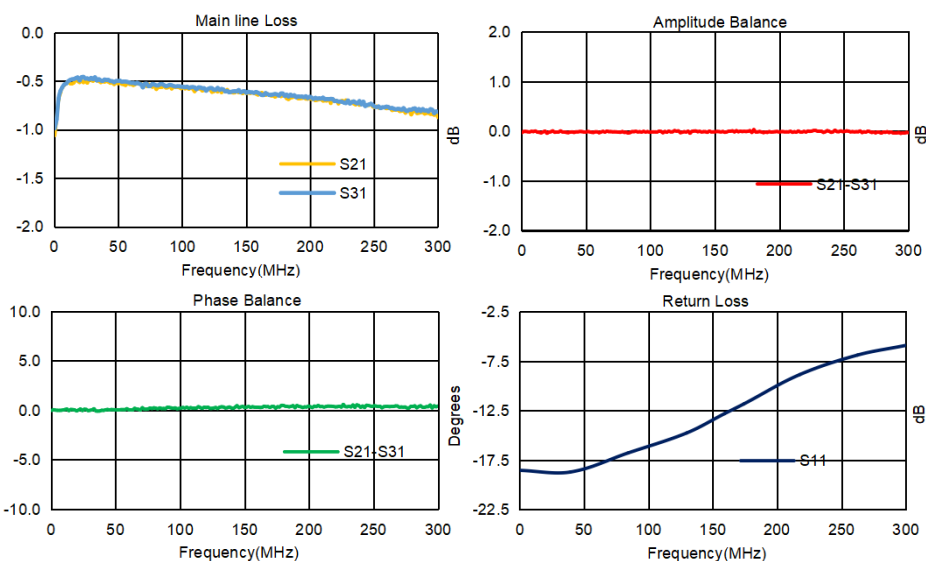 Main line Loss
0.0
-0.5
-1.0
-1.5
-2.0
S21
S31
dB
0 50 100 150 200 250 300
Frequency(MHz)
Amplitude Balance
2.0
1.0
0.0
-1.0
-2.0
S21-S31
dB
0 50 100 150 200 250 300
Frequency(MHz)
Phase Balance
10.0
5.0
0.0
-5.0
-10.0
S21-S31
Degrees
0 50 100 150 200 250 300
Frequency(MHz)
Return Loss
-2.5
-7.5
-12.5
-17.5
-22.5
S11
dB
0 50 100 150 200 250 300
Frequency(MHz)